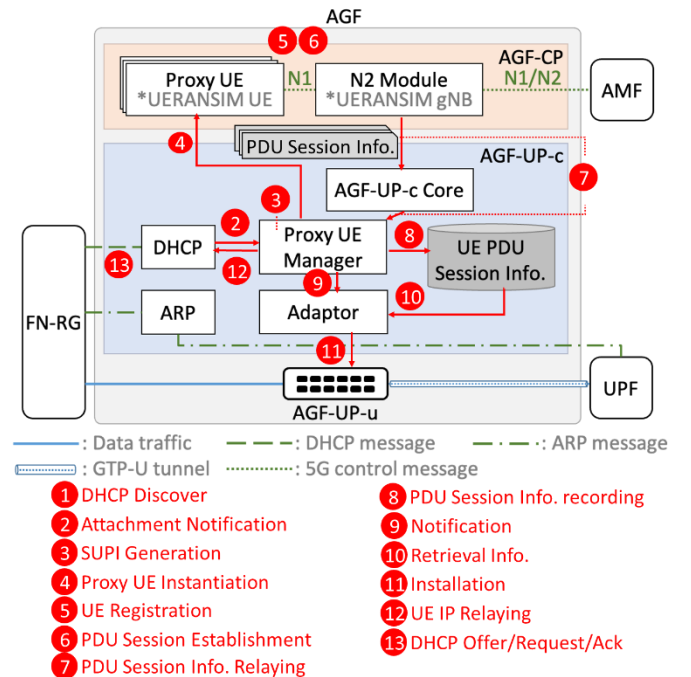 AGF
5 6
AGF-CP
Proxy UE
*UERANSIM UE
N1
N2 Module
*UERANSIM gNB
N1/N2
AMF
4
PDU Session Info.
AGF-UP-c
7
AGF-UP-c Core
3
2
8
FN-RG
13
DHCP
12
Proxy UE
Manager
UE PDU
Session Info.
9
10
ARP
Adaptor
11
AGF-UP-u
UPF
: Data traffic
: DHCP message
: ARP message
: GTP-U tunnel
: 5G control message
1 DHCP Discover
2 Attachment Notification
3 SUPI Generation
4 Proxy UE Instantiation
5 UE Registration
6 PDU Session Establishment
7 PDU Session Info. Relaying
8 PDU Session Info. recording
9 Notification
10 Retrieval Info.
11 Installation
12 UE IP Relaying
13 DHCP Offer/Request/Ack